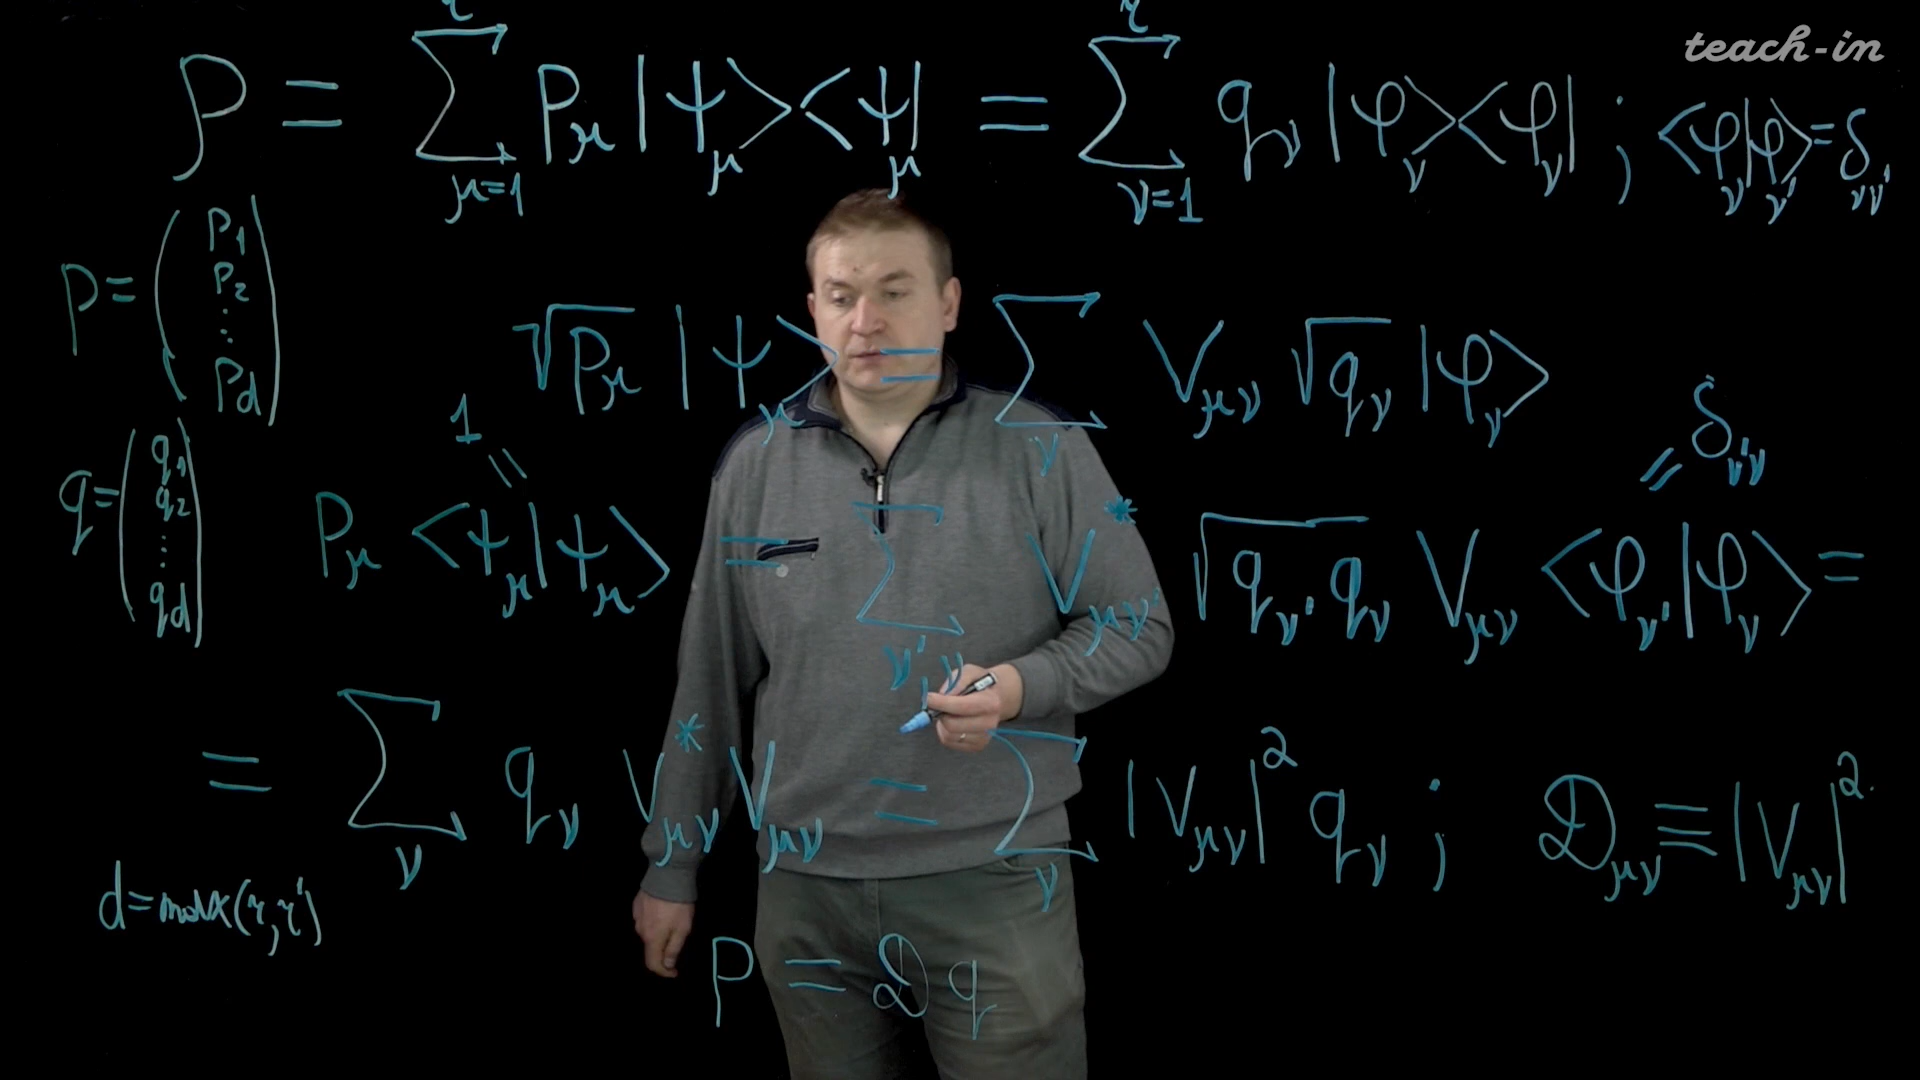 teach-in
ρ = Σ_{μ=1}^{r} p_μ |ψ_μ><ψ_μ| = Σ_{ν=1}^{r} q_ν |φ_ν><φ_ν| ; <φ_ν|φ_ν'> = δ_νν'
p = (p_1 p_2 ⋮ p_d)
√p_μ |ψ_μ> = Σ_ν V_μν √q_ν |φ_ν>
q = (q_1 q_2 ⋮ q_d)
1 = δ_ν'ν
p_μ <ψ_μ|ψ_μ> = Σ_{ν',ν} V*_μν' √q_ν' q_ν V_μν <φ_ν'|φ_ν> =
= Σ_ν q_ν V*_μν V_μν = Σ_ν |V_μν|² q_ν ; 𝒟_μν ≡ |V_μν|².
d = max(r, r')
p = 𝒟 q